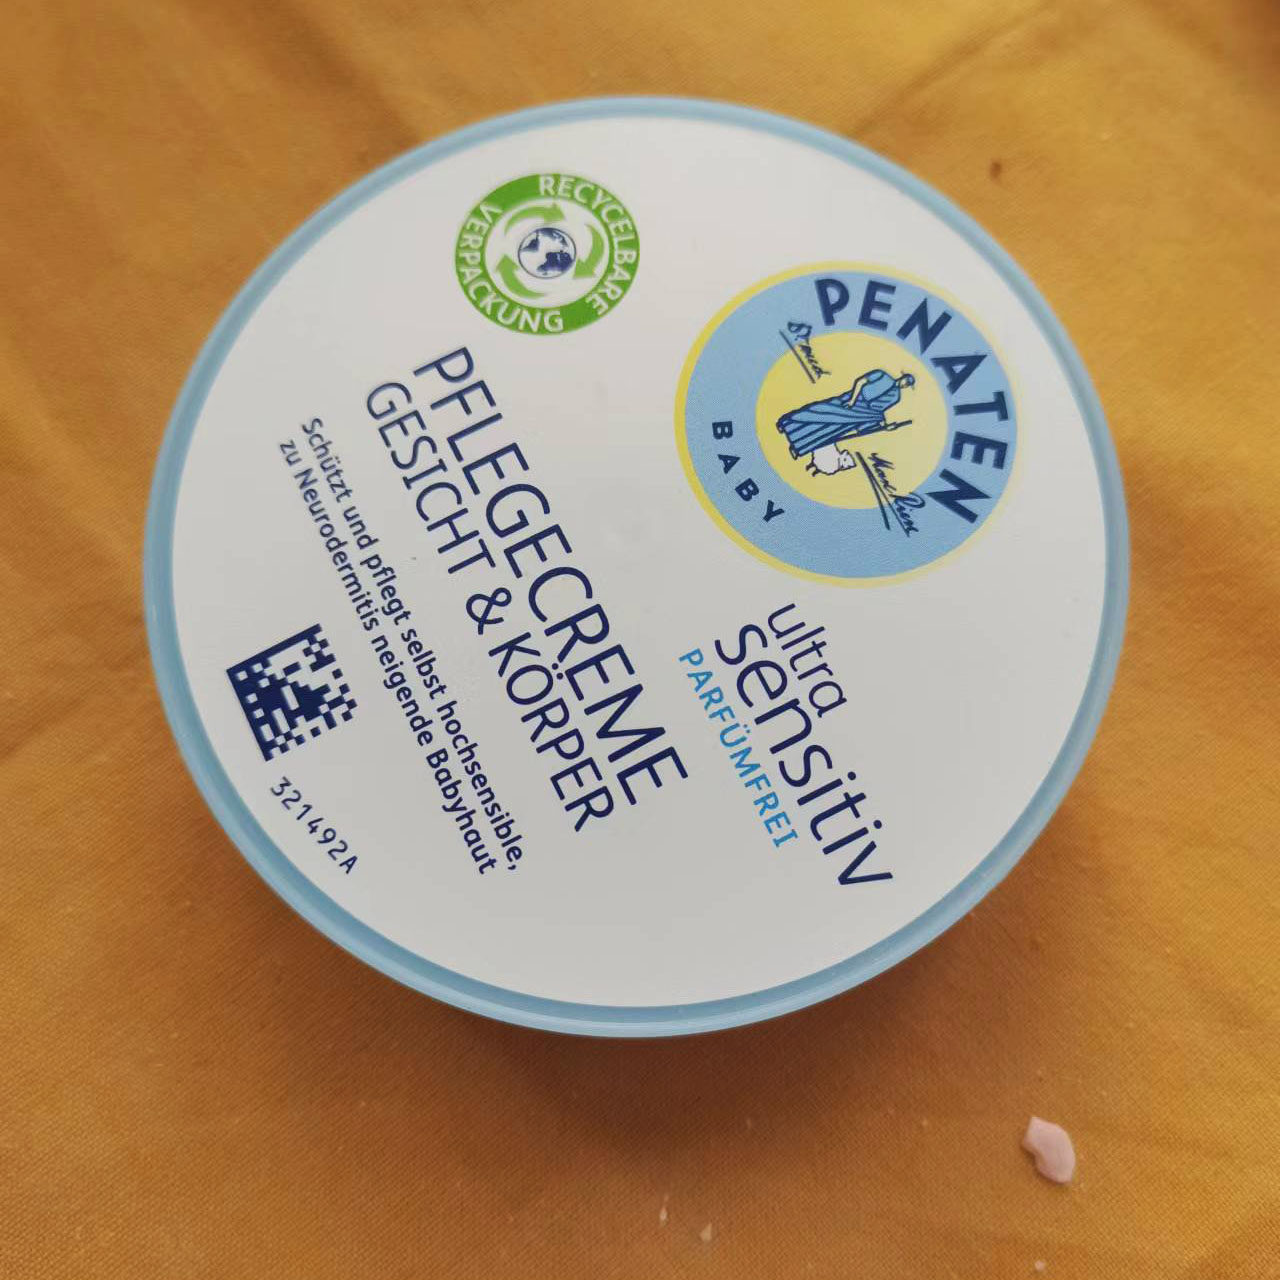 PENATEN
BABY
ultra
sensitiv
PARFÜMFREI
RECYCELBARE
VERPACKUNG
PFLEGECREME
GESICHT & KÖRPER
Schützt und pflegt selbst hochsensible,
zu Neurodermitis neigende Babyhaut
321492A